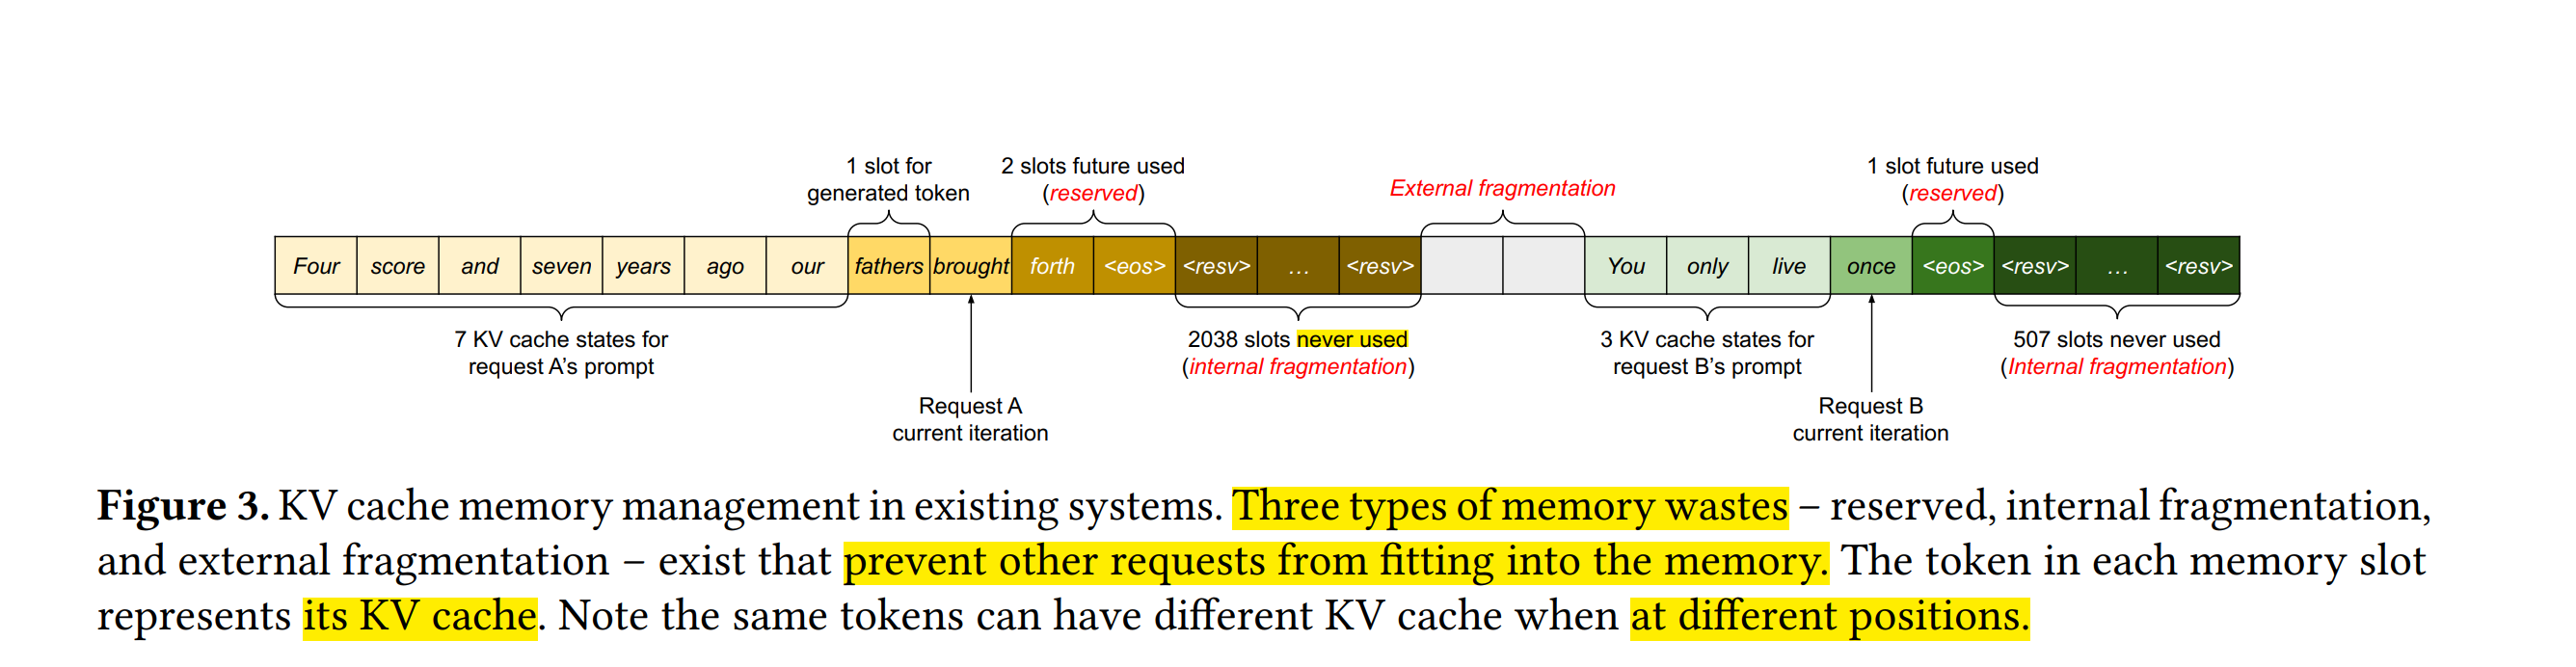 1 slot for
generated token
2 slots future used
(reserved)
External fragmentation
1 slot future used
(reserved)
Four score and seven years ago our fathers brought forth <eos> <resv> … <resv> You only live once <eos> <resv> … <resv>
7 KV cache states for
request A’s prompt
2038 slots never used
(internal fragmentation)
3 KV cache states for
request B’s prompt
507 slots never used
(Internal fragmentation)
Request A
current iteration
Request B
current iteration
Figure 3. KV cache memory management in existing systems. Three types of memory wastes – reserved, internal fragmentation,
and external fragmentation – exist that prevent other requests from fitting into the memory. The token in each memory slot
represents its KV cache. Note the same tokens can have different KV cache when at different positions.